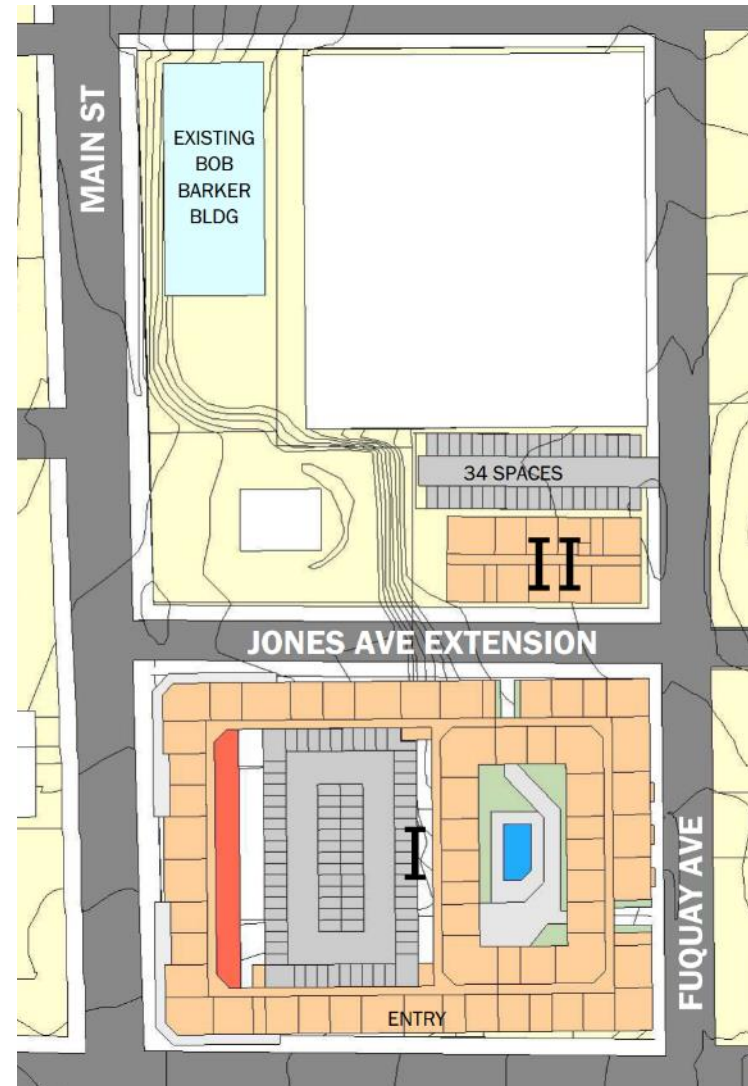 MAIN ST
EXISTING
BOB
BARKER
BLDG
34 SPACES
II
JONES AVE EXTENSION
I
FUQUAY AVE
ENTRY